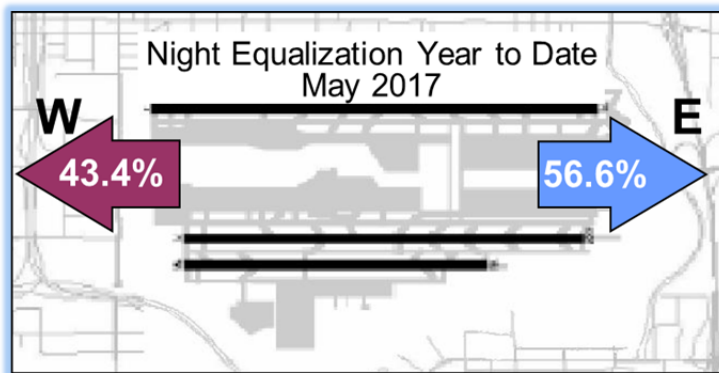 Night Equalization Year to Date
May 2017
W
E
43.4%
56.6%